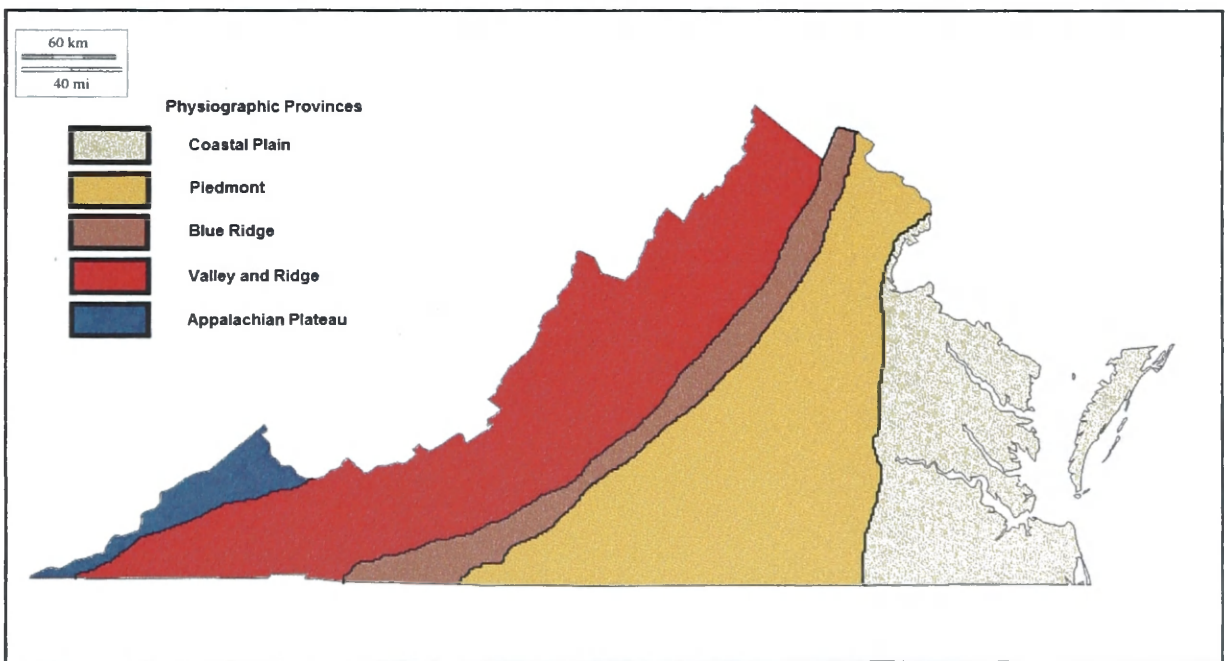 60 km
40 mi
Physiographic Provinces
Coastal Plain
Piedmont
Blue Ridge
Valley and Ridge
Appalachian Plateau